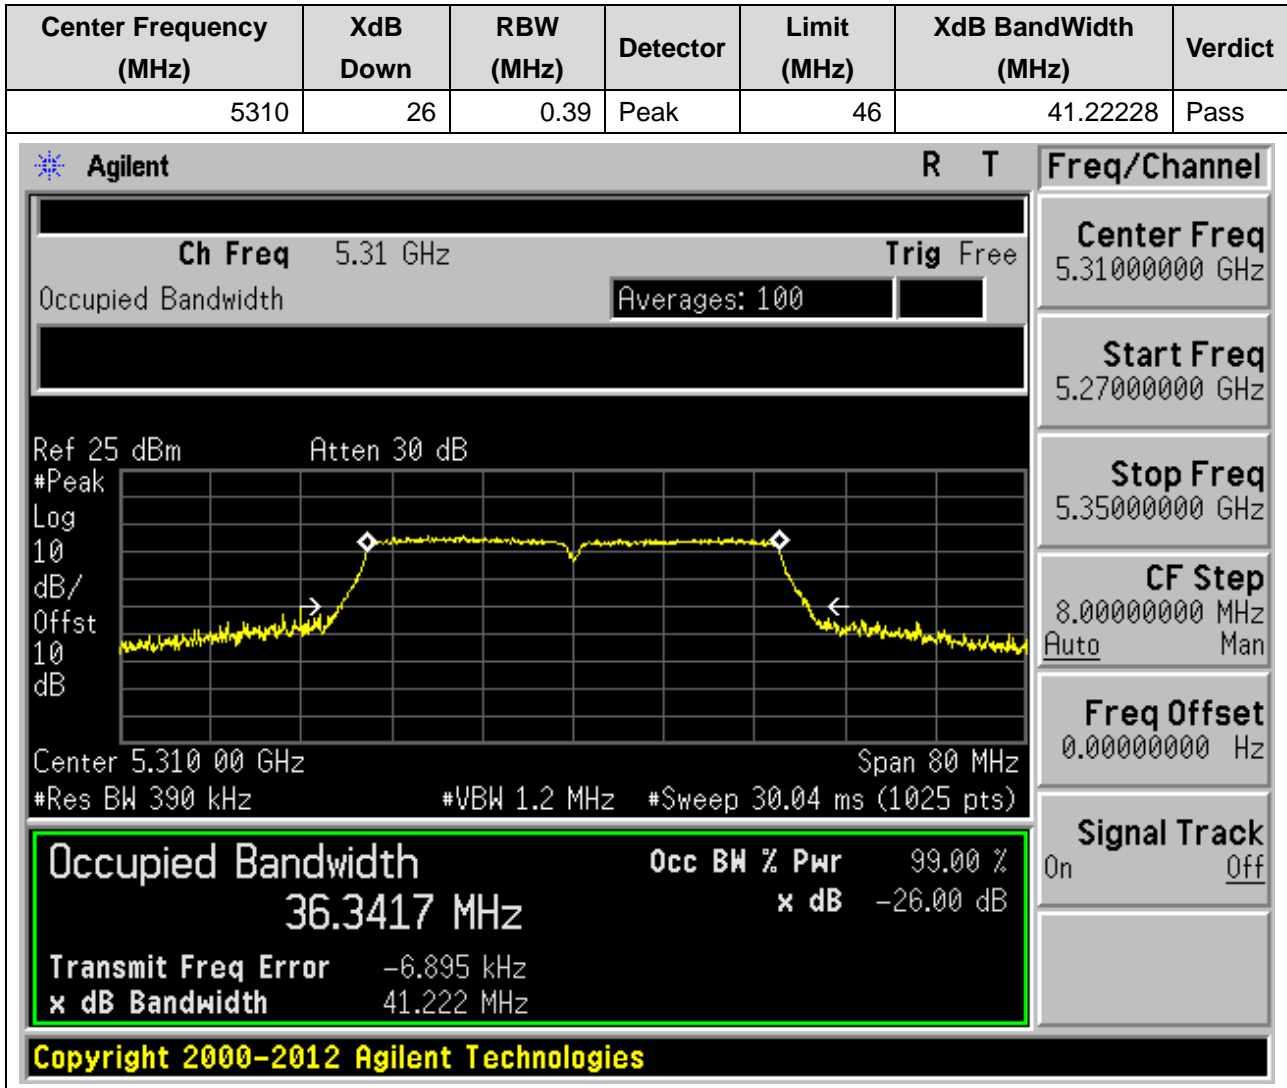 Center Frequency (MHz) XdB Down RBW (MHz) Detector Limit (MHz) XdB BandWidth (MHz) Verdict
5310 26 0.39 Peak 46 41.22228 Pass
Agilent R T Freq/Channel
Ch Freq 5.31 GHz Trig Free
Occupied Bandwidth Averages: 100
Center Freq
5.31000000 GHz
Start Freq
5.27000000 GHz
Stop Freq
5.35000000 GHz
CF Step
8.00000000 MHz
Auto Man
Freq Offset
0.00000000 Hz
Signal Track
On Off
Ref 25 dBm Atten 30 dB
#Peak
Log
10
dB/
Offst
10
dB
Center 5.310 00 GHz Span 80 MHz
#Res BW 390 kHz #VBW 1.2 MHz #Sweep 30.04 ms (1025 pts)
Occupied Bandwidth Occ BW % Pwr 99.00 %
36.3417 MHz x dB -26.00 dB
Transmit Freq Error -6.895 kHz
x dB Bandwidth 41.222 MHz
Copyright 2000-2012 Agilent Technologies